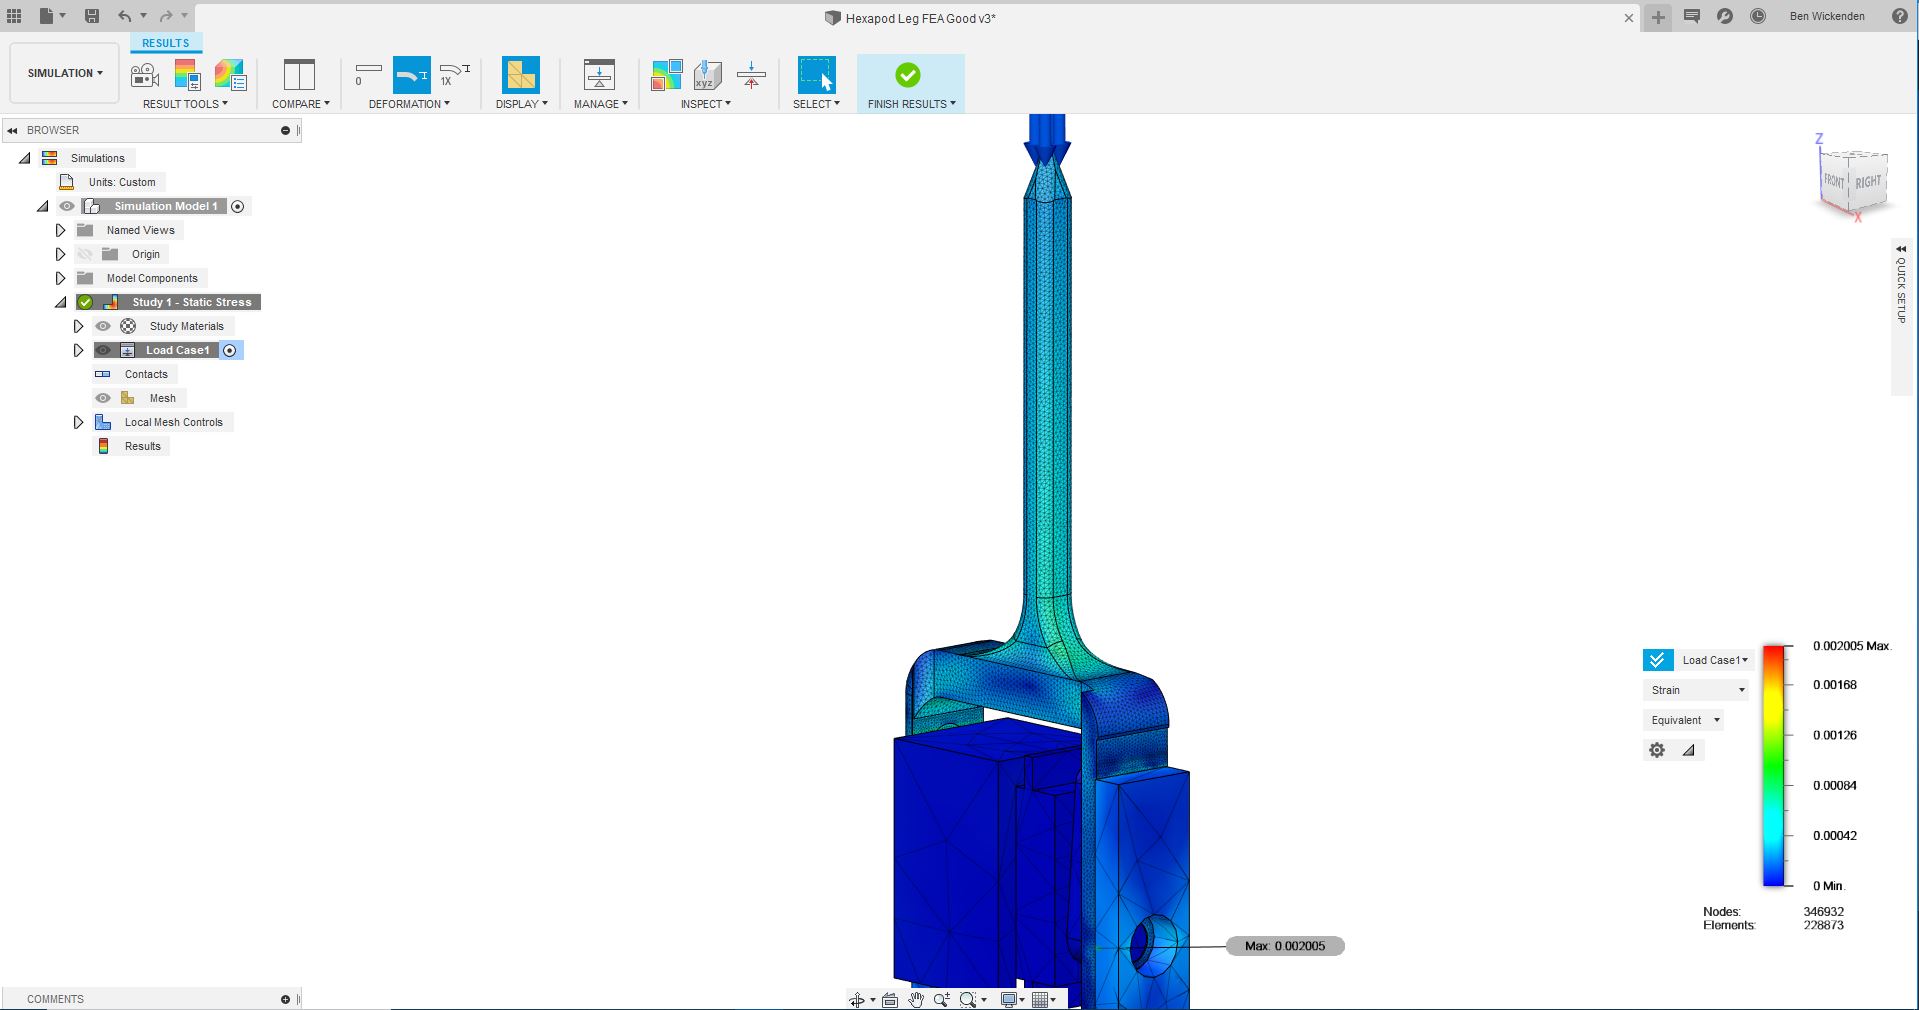 Hexapod Leg FEA Good v3*
Ben Wickenden
RESULTS
SIMULATION
0
1X
xyz
RESULT TOOLS
COMPARE
DEFORMATION
DISPLAY
MANAGE
INSPECT
SELECT
FINISH RESULTS
BROWSER
Simulations
Units: Custom
Simulation Model 1
Named Views
Origin
Model Components
Study 1 - Static Stress
Study Materials
Load Case1
Contacts
Mesh
Local Mesh Controls
Results
Z
FRONT
RIGHT
X
QUICK SETUP
Load Case1
Strain
Equivalent
0.002005 Max.
0.00168
0.00126
0.00084
0.00042
0 Min.
Nodes: 346932
Elements: 228873
Max: 0.002005
COMMENTS